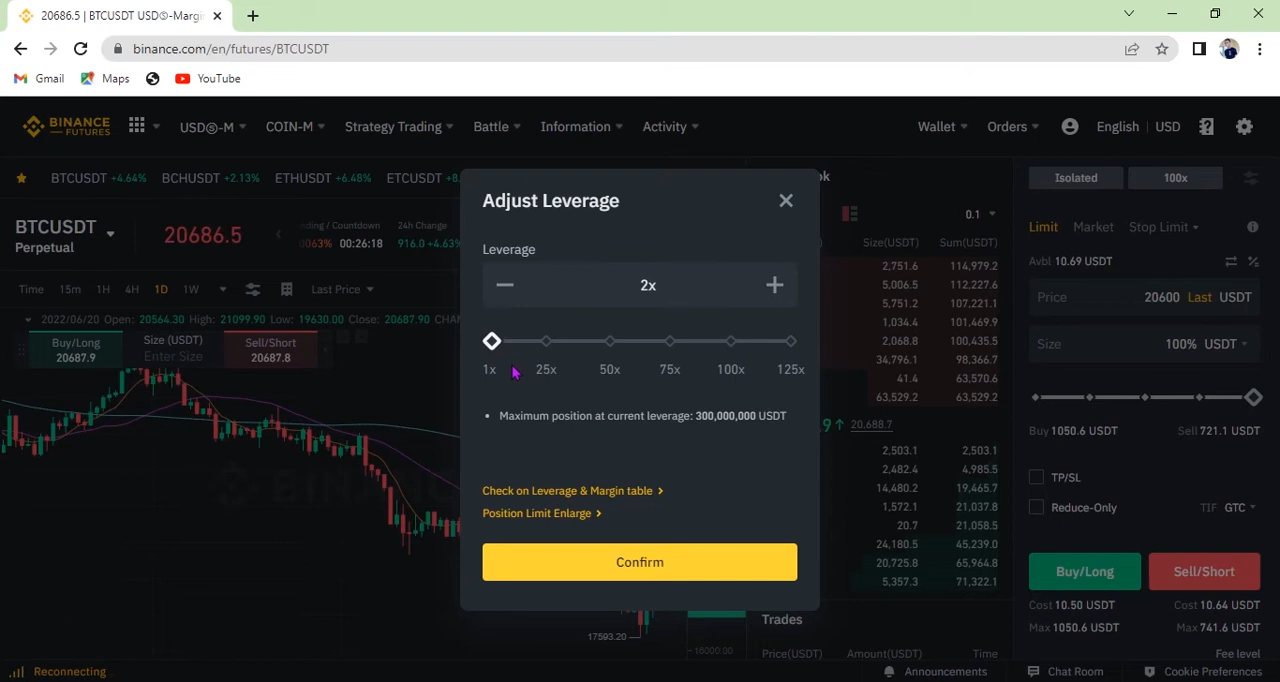 20686.5 | BTCUSDT USDⓈ-Margi
binance.com/en/futures/BTCUSDT
Gmail Maps YouTube
BINANCE FUTURES
USDⓈ-M COIN-M Strategy Trading Battle Information Activity Wallet Orders English USD
BTCUSDT +4.64% BCHUSDT +2.13% ETHUSDT +6.48% ETCUSDT +8.
BTCUSDT
Perpetual
20686.5
nding / Countdown
0063% 00:26:18
24h Change
916.0 +4.63%
Time 15m 1H 4H 1D 1W Last Price
2022/06/20 Open: 20564.30 High: 21099.90 Low: 19630.00 Close: 20687.90 CHAN
Buy/Long
20687.9
Size (USDT)
Enter Size
Sell/Short
20687.8
17593.20
15000.00
Reconnecting
Adjust Leverage
Leverage
2x
1x 25x 50x 75x 100x 125x
Maximum position at current leverage: 300,000,000 USDT
Check on Leverage & Margin table
Position Limit Enlarge
Confirm
ok
0.1
Size(USDT) Sum(USDT)
2,751.6 114,979.2
5,006.5 112,227.6
5,751.2 107,221.1
1,034.4 101,469.9
2,068.8 100,435.5
34,796.1 98,366.7
41.4 63,570.6
63,529.2 63,529.2
9 20,688.7
2,503.1 2,503.1
2,482.4 4,985.5
14,480.2 19,465.7
1,572.1 21,037.8
20.7 21,058.5
24,180.5 45,239.0
20,725.8 65,964.8
5,357.3 71,322.1
Trades
Price(USDT) Amount(USDT) Time
Isolated 100x
Limit Market Stop Limit
Avbl 10.69 USDT
Price 20600 Last USDT
Size 100% USDT
Buy 1050.6 USDT Sell 721.1 USDT
TP/SL
Reduce-Only TIF GTC
Buy/Long Sell/Short
Cost 10.50 USDT Cost 10.64 USDT
Max 1050.6 USDT Max 741.6 USDT
Fee level
Announcements Chat Room Cookie Preferences